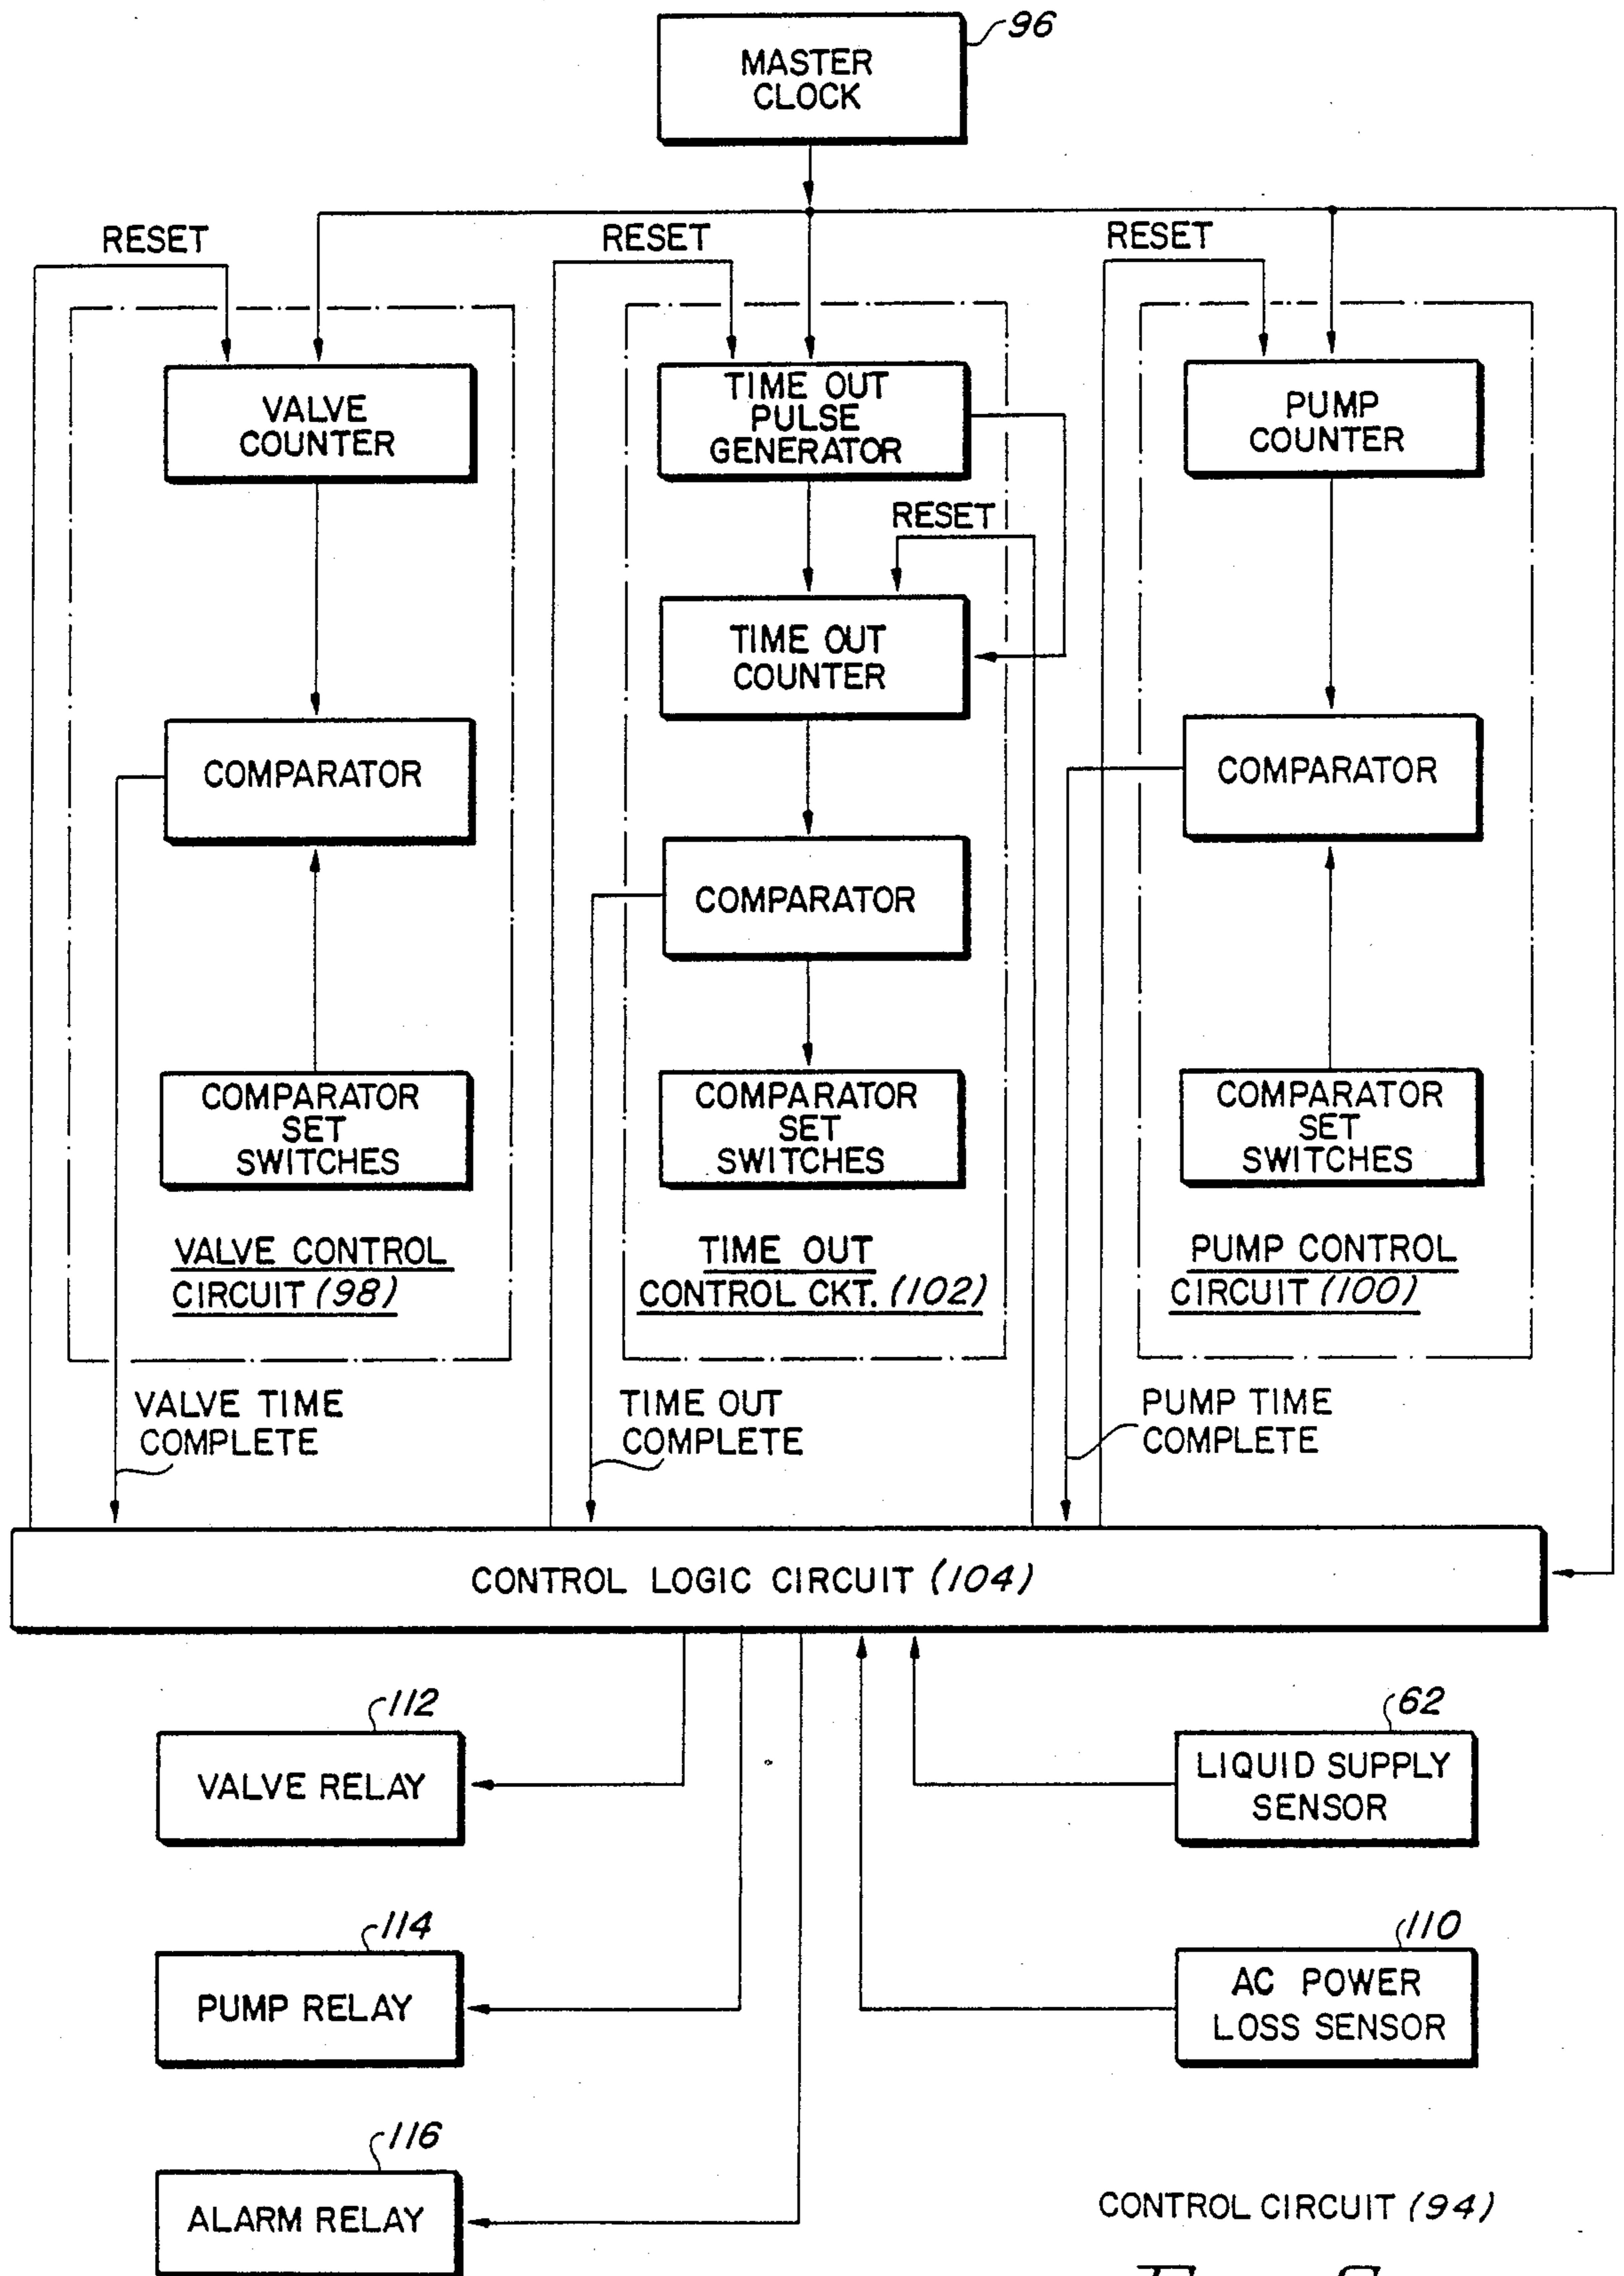 MASTER
CLOCK
96
RESET
RESET
RESET
VALVE
COUNTER
TIME OUT
PULSE
GENERATOR
PUMP
COUNTER
RESET
TIME OUT
COUNTER
COMPARATOR
COMPARATOR
COMPARATOR
COMPARATOR
SET
SWITCHES
COMPARATOR
SET
SWITCHES
COMPARATOR
SET
SWITCHES
VALVE CONTROL
CIRCUIT (98)
TIME OUT
CONTROL CKT. (102)
PUMP CONTROL
CIRCUIT (100)
VALVE TIME
COMPLETE
TIME OUT
COMPLETE
PUMP TIME
COMPLETE
CONTROL LOGIC CIRCUIT (104)
112
VALVE RELAY
62
LIQUID SUPPLY
SENSOR
114
PUMP RELAY
110
AC POWER
LOSS SENSOR
116
ALARM RELAY
CONTROL CIRCUIT (94)